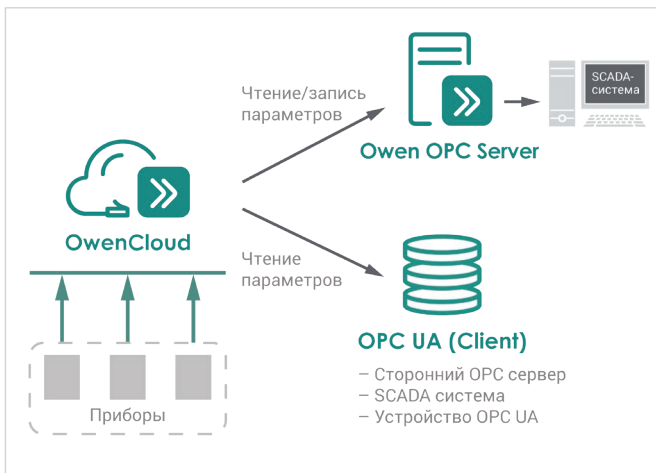 SCADA-
система
Чтение/запись
параметров
Owen OPC Server
OwenCloud
Чтение
параметров
OPC UA (Client)
– Сторонний OPC сервер
– SCADA система
– Устройство OPC UA
Приборы